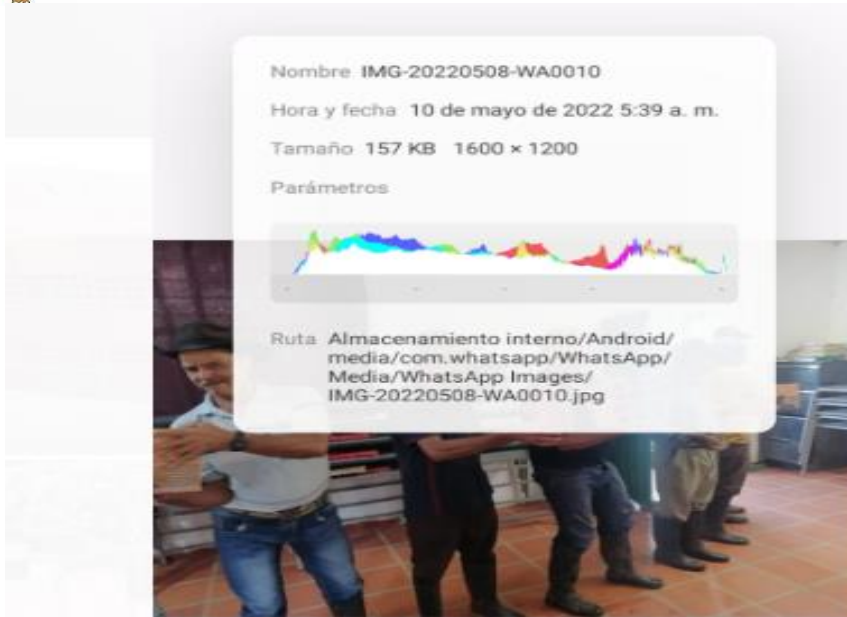 Nombre IMG-20220508-WA0010
Hora y fecha 10 de mayo de 2022 5:39 a. m.
Tamaño 157 KB 1600 × 1200
Parámetros
Ruta Almacenamiento interno/Android/
media/com.whatsapp/WhatsApp/
Media/WhatsApp Images/
IMG-20220508-WA0010.jpg